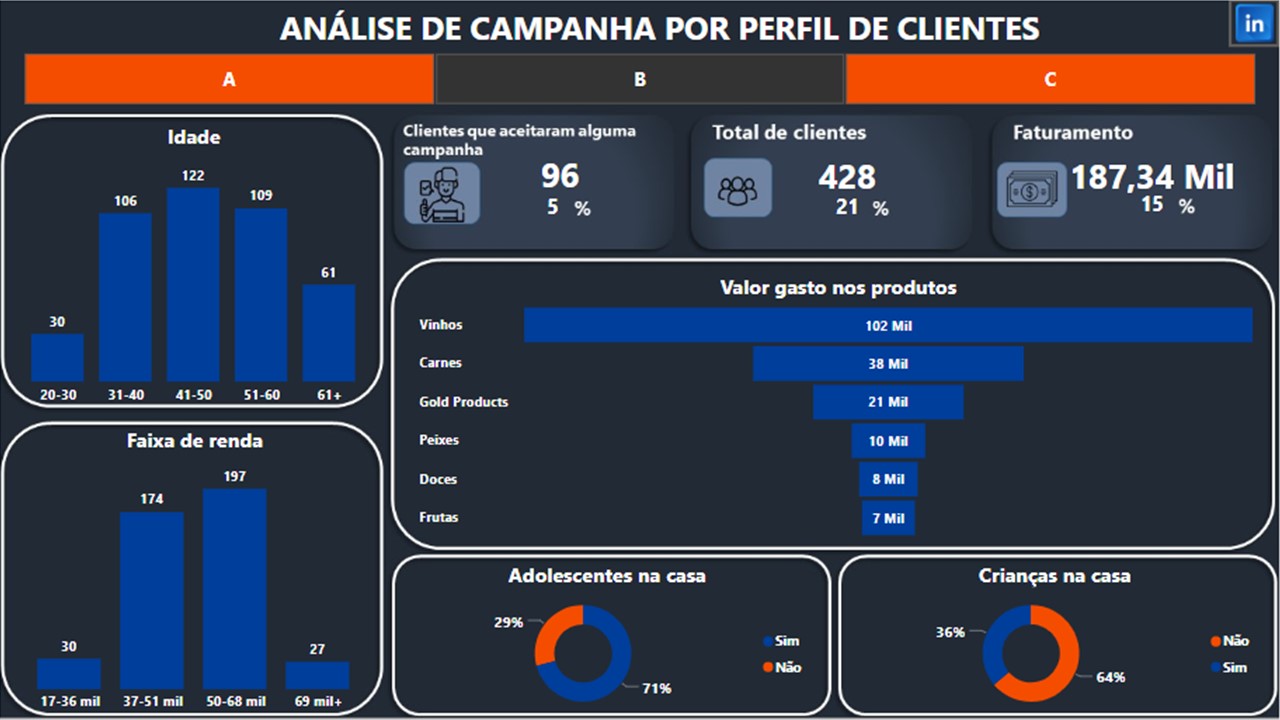 ANÁLISE DE CAMPANHA POR PERFIL DE CLIENTES
in
A
B
C
Idade
30
106
122
109
61
20-30
31-40
41-50
51-60
61+
Clientes que aceitaram alguma
campanha
96
5 %
Total de clientes
428
21 %
Faturamento
187,34 Mil
15 %
Valor gasto nos produtos
Vinhos
102 Mil
Carnes
38 Mil
Gold Products
21 Mil
Peixes
10 Mil
Doces
8 Mil
Frutas
7 Mil
Faixa de renda
30
174
197
27
17-36 mil
37-51 mil
50-68 mil
69 mil+
Adolescentes na casa
29%
71%
Sim
Não
Crianças na casa
36%
64%
Não
Sim